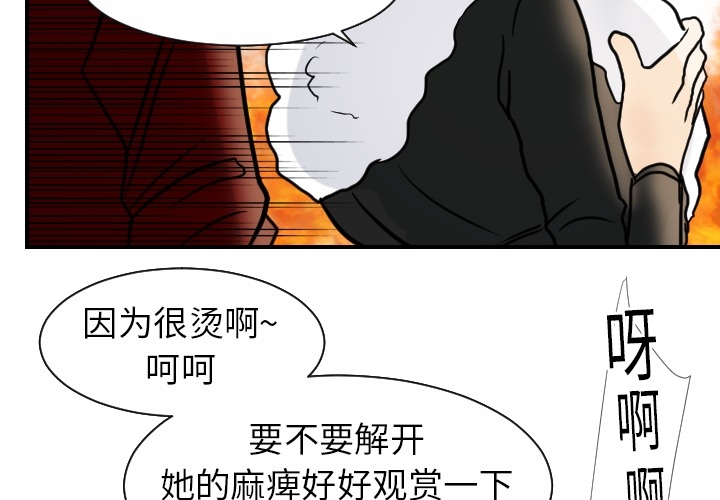 因为很烫啊~
呵呵
要不要解开
她的麻痹好好观赏一下
呀
啊
啊